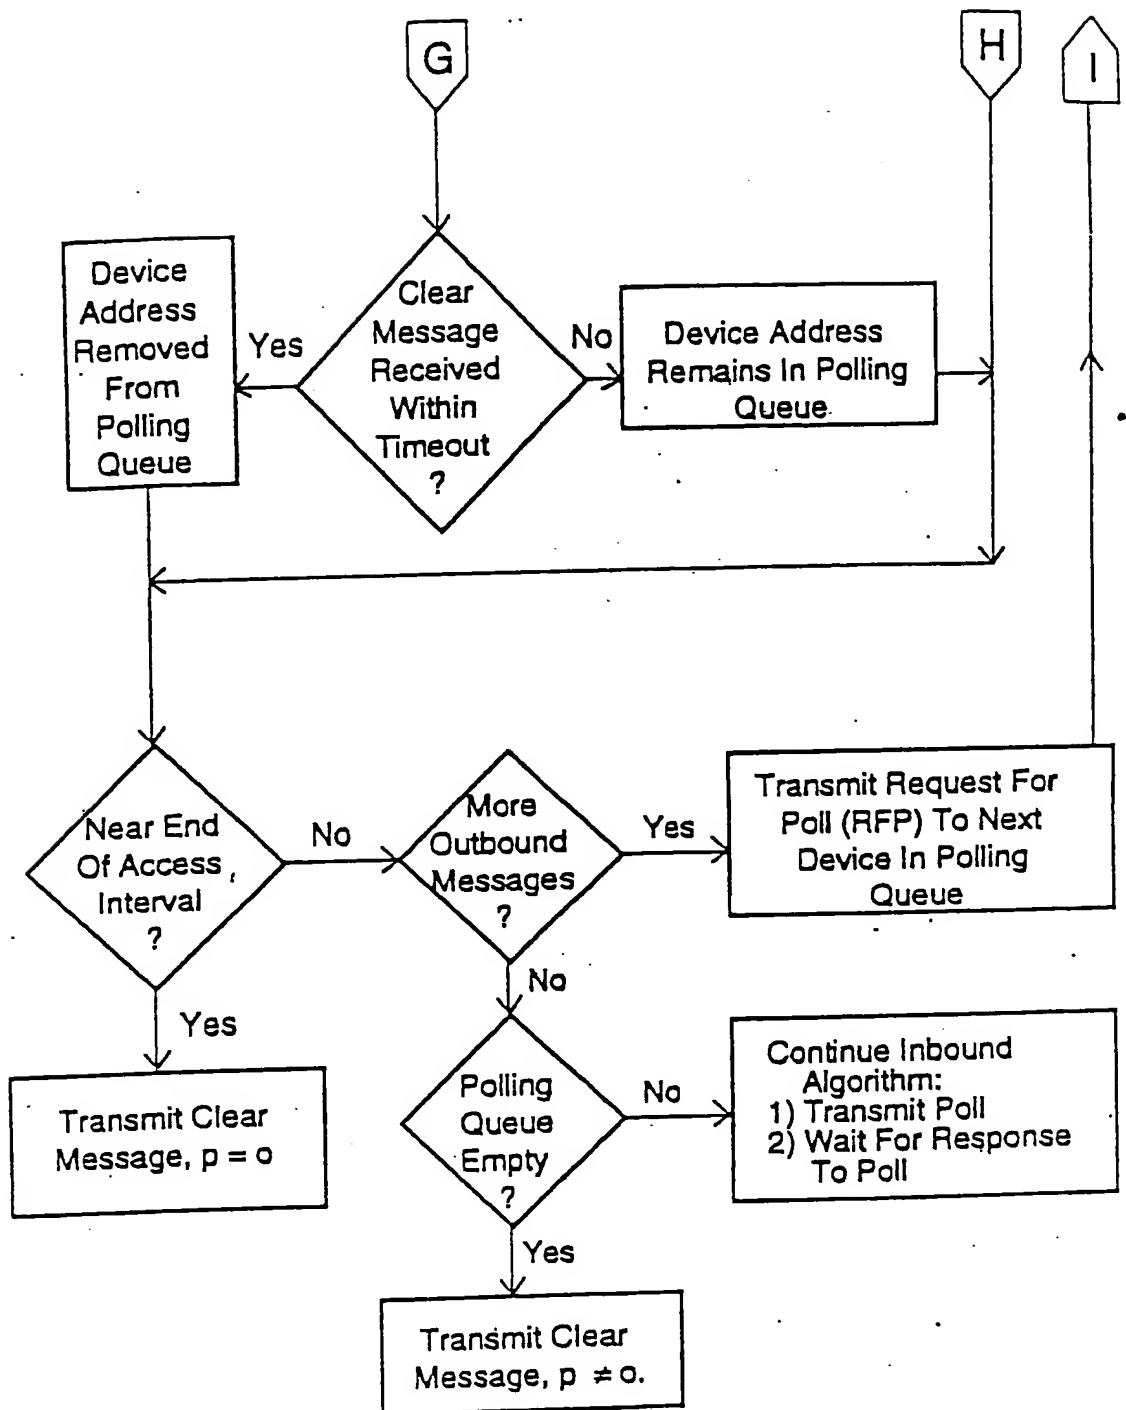 G
H
I
Device
Address
Removed
From
Polling
Queue
Yes
Clear
Message
Received
Within
Timeout
?
No
Device Address
Remains In Polling
Queue
Near End
Of Access
Interval
?
No
More
Outbound
Messages
?
Yes
Transmit Request For
Poll (RFP) To Next
Device In Polling
Queue
Yes
No
Transmit Clear
Message, p = o
Polling
Queue
Empty
?
No
Continue Inbound
Algorithm:
1) Transmit Poll
2) Wait For Response
To Poll
Yes
Transmit Clear
Message, p ≠ o.